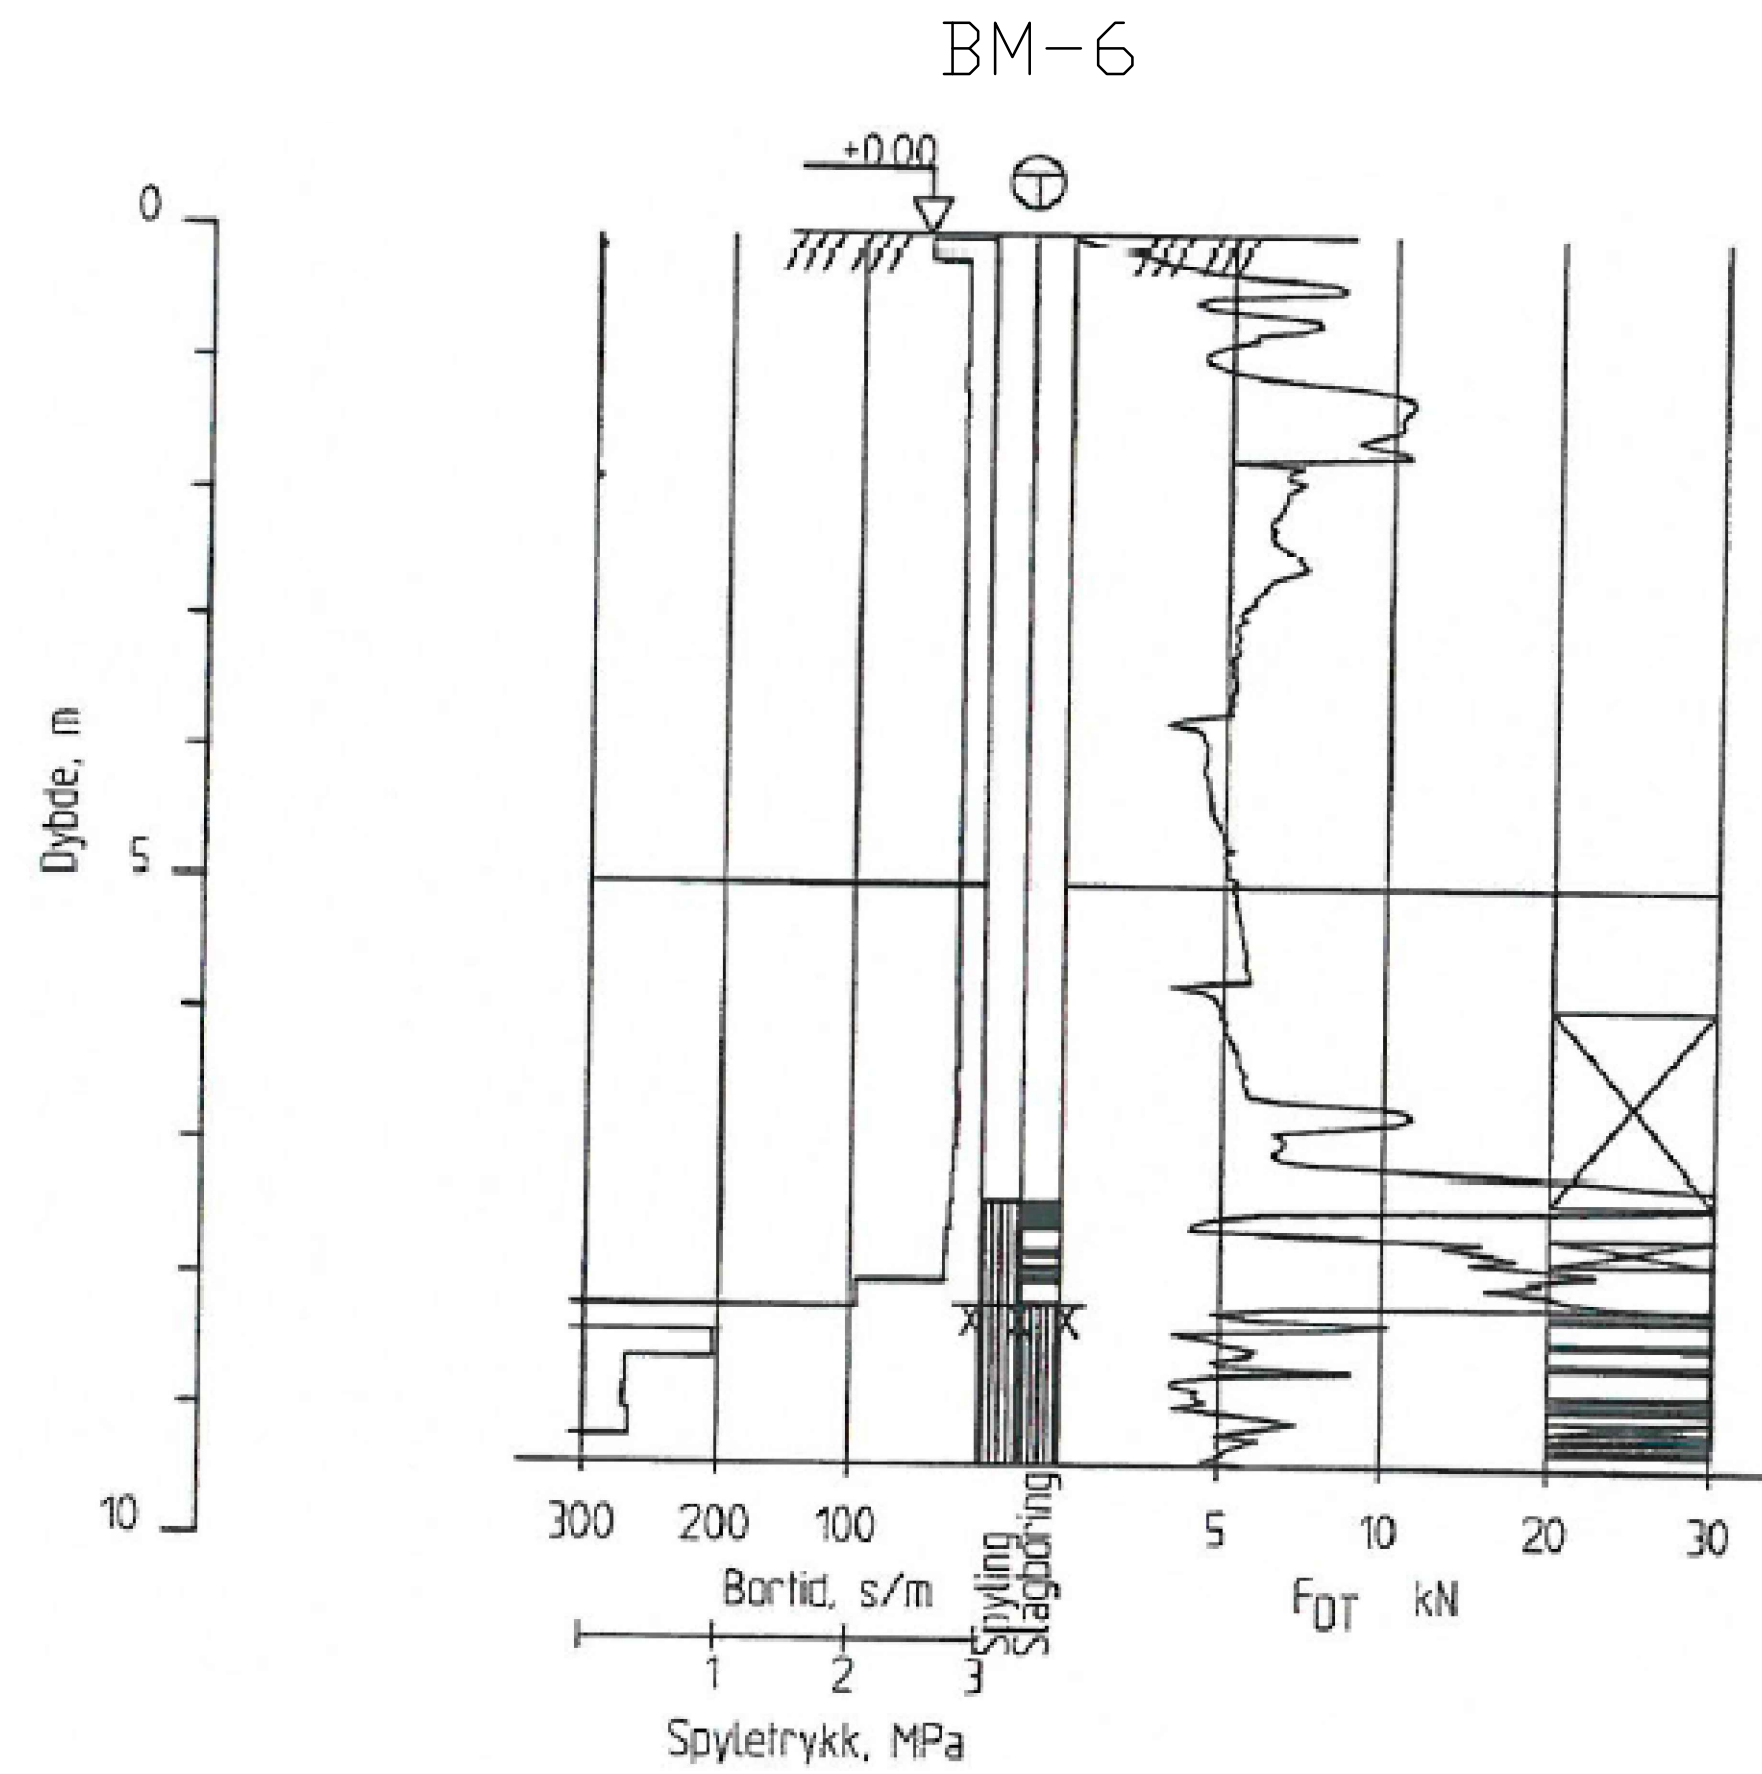 BM-6
+0.00
T
0
Dybde, m
5
10
300 200 100
5 10 20 30
Bortid, s/m
Spyling
Slagboring
FDT kN
1 2 3
Spyletrykk, MPa